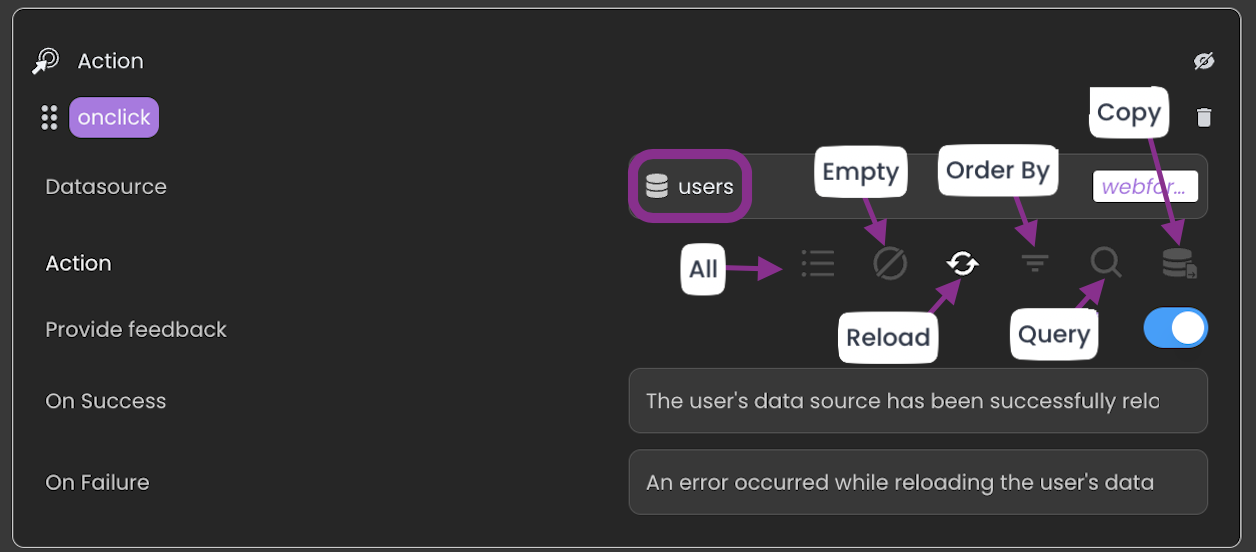 Action
onclick
Copy
Datasource
users
Empty
Order By
webfor...
Action
All
Provide feedback
Reload
Query
On Success
The user's data source has been successfully relo
On Failure
An error occurred while reloading the user's data